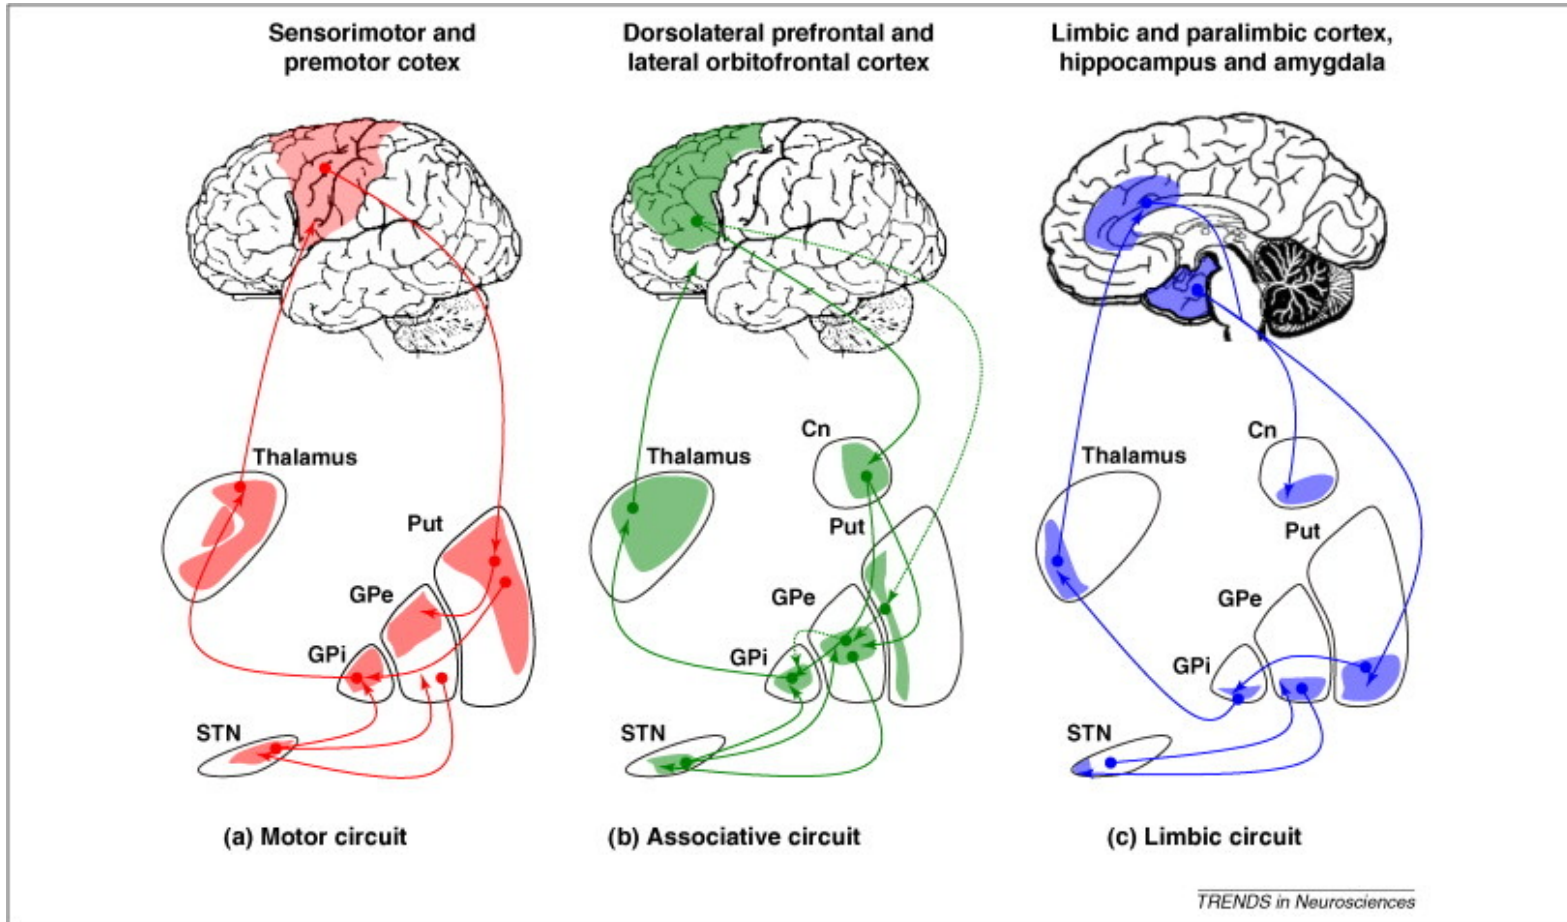 Sensorimotor and
premotor cotex
Dorsolateral prefrontal and
lateral orbitofrontal cortex
Limbic and paralimbic cortex,
hippocampus and amygdala
Thalamus
Put
GPe
GPi
STN
Thalamus
Cn
Put
GPe
GPi
STN
Thalamus
Cn
Put
GPe
GPi
STN
(a) Motor circuit
(b) Associative circuit
(c) Limbic circuit
TRENDS in Neurosciences